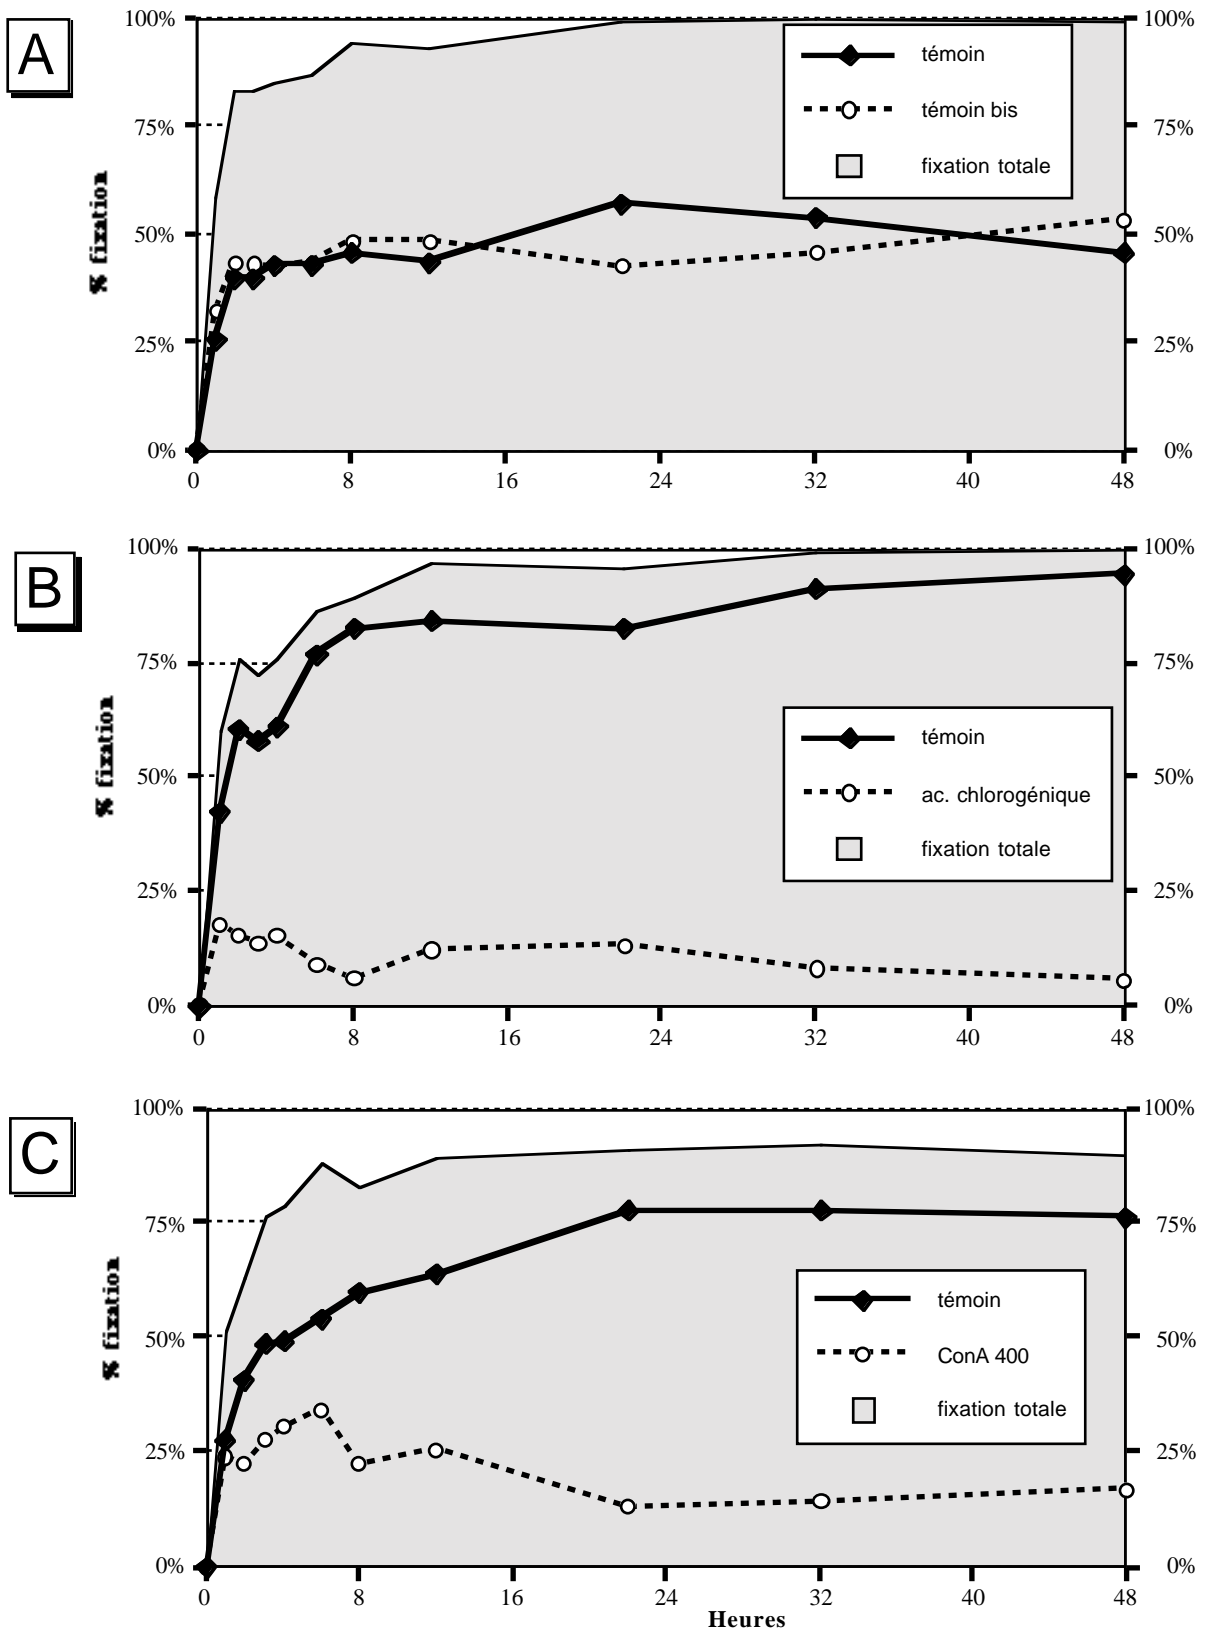 A
100%
100%
témoin
témoin bis
fixation totale
75%
75%
50%
50%
25%
25%
0%
0%
% fixation
0 8 16 24 32 40 48
B
100%
100%
75%
75%
témoin
ac. chlorogénique
fixation totale
50%
50%
25%
25%
0%
0%
% fixation
0 8 16 24 32 40 48
C
100%
100%
75%
75%
témoin
ConA 400
fixation totale
50%
50%
25%
25%
0%
0%
% fixation
0 8 16 24 32 40 48
Heures